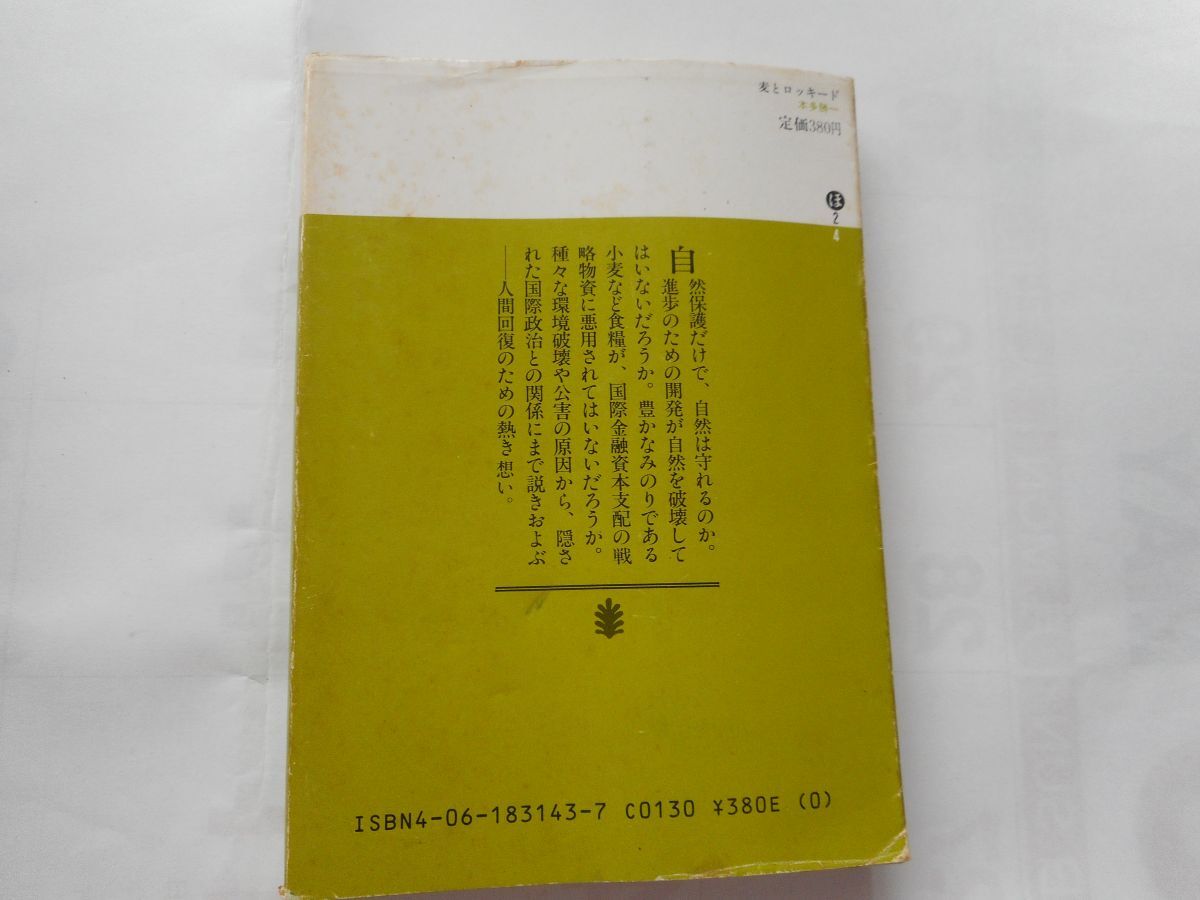 麦とロッキード
本多勝一
定価380円
ほ
2
4
自然保護だけで、自然は守れるのか。
進歩のための開発が自然を破壊して
はいないだろうか。豊かなみのりである
小麦など食糧が、国際金融資本支配の戦
略物資に悪用されてはいないだろうか。
種々な環境破壊や公害の原因から、隠さ
れた国際政治との関係にまで説きおよぶ
──人間回復のための熱き想い。
ISBN4-06-183143-7 C0130 ¥380E (0)